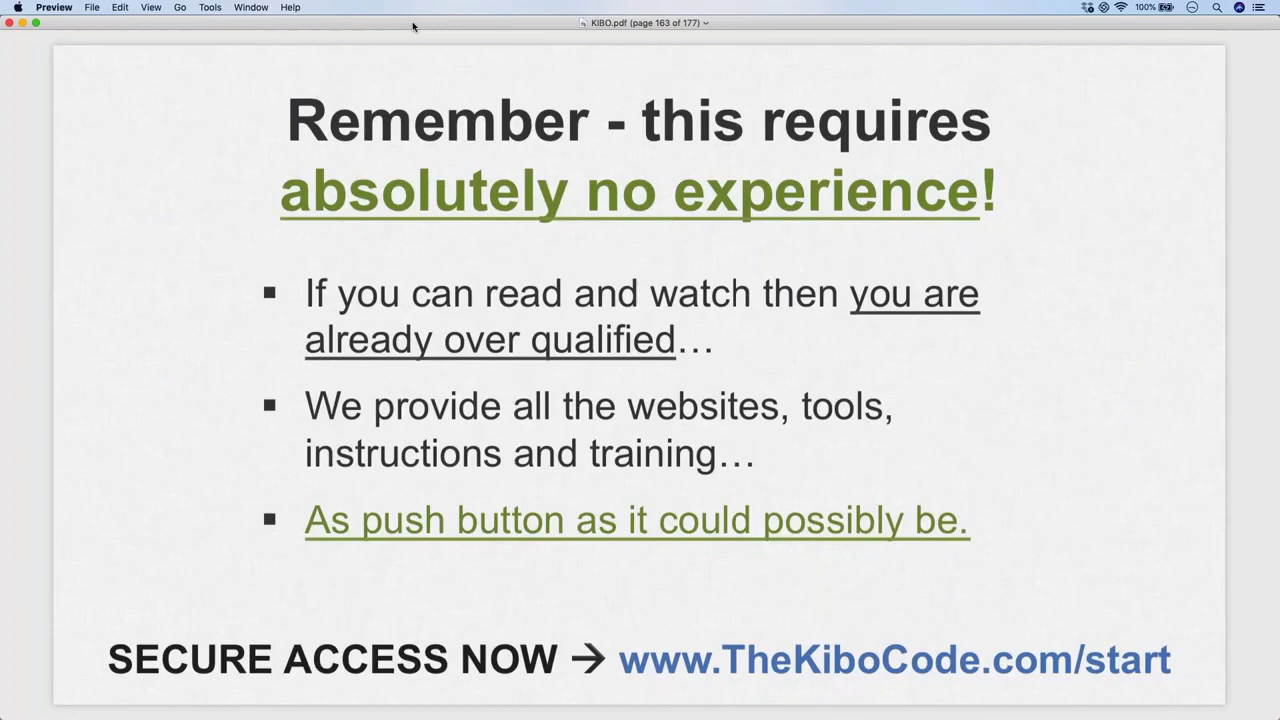 Preview File Edit View Go Tools Window Help 100%
KIBO.pdf (page 163 of 177)
Remember - this requires
absolutely no experience!
▪ If you can read and watch then you are
already over qualified…
▪ We provide all the websites, tools,
instructions and training…
▪ As push button as it could possibly be.
SECURE ACCESS NOW → www.TheKiboCode.com/start